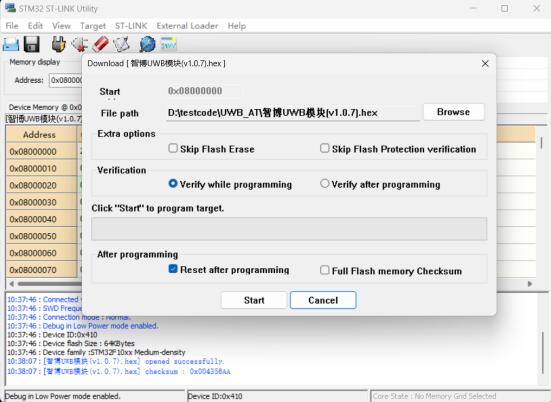 STM32 ST-LINK Utility
File Edit View Target ST-LINK External Loader Help
Memory display
Address: 0x08000
Device Memory @ 0x0
[智博UWB模块(v1.0.7)
Address
0x08000000
0x08000010
0x08000020
0x08000030
0x08000040
0x08000050
0x08000060
0x08000070
Download [ 智博UWB模块(v1.0.7).hex ]
Start 0x08000000
File path D:\testcode\UWB_AT\智博UWB模块(v1.0.7).hex Browse
Extra options
Skip Flash Erase Skip Flash Protection verification
Verification
Verify while programming Verify after programming
Click "Start" to program target.
After programming
Reset after programming Full Flash memory Checksum
Start Cancel
10:37:46 : Connected
10:37:46 : SWD Freque
10:37:46 : Connection mode : Normal.
10:37:46 : Debug in Low Power mode enabled.
10:37:46 : Device ID:0x410
10:37:46 : Device flash Size : 64KBytes
10:37:46 : Device family :STM32F10xx Medium-density
10:38:07 : [智博UWB模块(v1.0.7).hex] opened successfully.
10:38:07 : [智博UWB模块(v1.0.7).hex] checksum : 0x004356AA
Debug in Low Power mode enabled. Device ID:0x410 Core State : No Memory Grid Selected